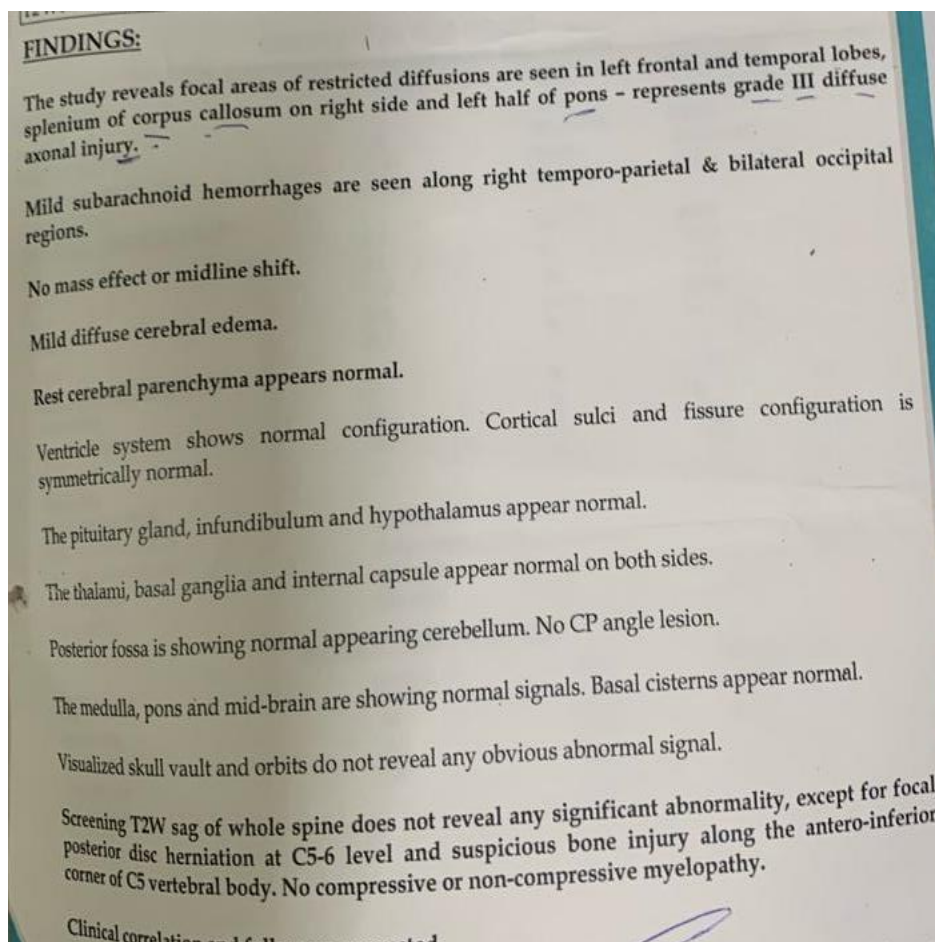 FINDINGS:
The study reveals focal areas of restricted diffusions are seen in left frontal and temporal lobes,
splenium of corpus callosum on right side and left half of pons – represents grade III diffuse
axonal injury.
Mild subarachnoid hemorrhages are seen along right temporo-parietal & bilateral occipital
regions.
No mass effect or midline shift.
Mild diffuse cerebral edema.
Rest cerebral parenchyma appears normal.
Ventricle system shows normal configuration. Cortical sulci and fissure configuration is
symmetrically normal.
The pituitary gland, infundibulum and hypothalamus appear normal.
The thalami, basal ganglia and internal capsule appear normal on both sides.
Posterior fossa is showing normal appearing cerebellum. No CP angle lesion.
The medulla, pons and mid-brain are showing normal signals. Basal cisterns appear normal.
Visualized skull vault and orbits do not reveal any obvious abnormal signal.
Screening T2W sag of whole spine does not reveal any significant abnormality, except for focal
posterior disc herniation at C5-6 level and suspicious bone injury along the antero-inferior
corner of C5 vertebral body. No compressive or non-compressive myelopathy.
Clinical